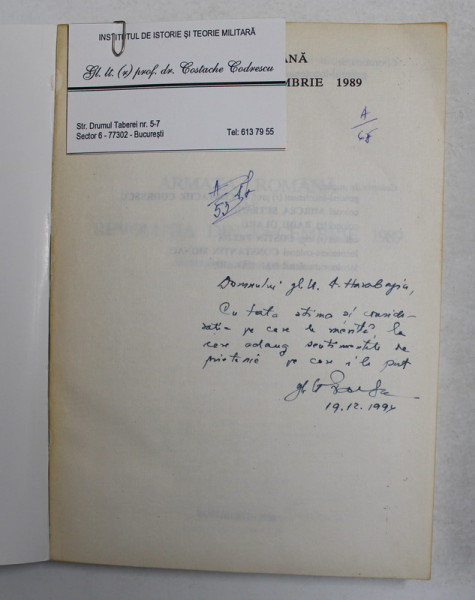 INSTITUTUL DE ISTORIE ȘI TEORIE MILITARĂ
Gl. lt. (r) prof. dr. Costache Codrescu
Str. Drumul Taberei nr. 5-7
Sector 6 - 77302 - București
Tel: 613 79 55
ANĂ
MBRIE 1989
A
68
A
53
Domnului gl. lt. A.
Cu toată stima și conside-
rația pe care le merită la
care adaug sentimentele de
prietenie pe care i le port
19.12.1994